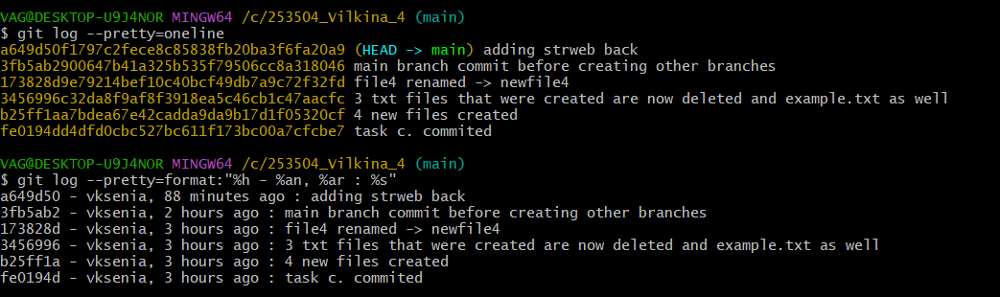 VAG@DESKTOP-U9J4NOR MINGW64 /c/253504_Vilkina_4 (main)
$ git log --pretty=oneline
a649d50f1797c2fece8c85838fb20ba3f6fa20a9 (HEAD -> main) adding strweb back
3fb5ab2900647b41a325b535f79506cc8a318046 main branch commit before creating other branches
173828d9e79214bef10c40bcf49db7a9c72f32fd file4 renamed -> newfile4
3456996c32da8f9af8f3918ea5c46cb1c47aacfc 3 txt files that were created are now deleted and example.txt as well
b25ff1aa7bdea67e42cadda9da9b17d1f05320cf 4 new files created
fe0194dd4dfd0cbc527bc611f173bc00a7cfcbe7 task c. commited
VAG@DESKTOP-U9J4NOR MINGW64 /c/253504_Vilkina_4 (main)
$ git log --pretty=format:"%h - %an, %ar : %s"
a649d50 - vksenia, 88 minutes ago : adding strweb back
3fb5ab2 - vksenia, 2 hours ago : main branch commit before creating other branches
173828d - vksenia, 3 hours ago : file4 renamed -> newfile4
3456996 - vksenia, 3 hours ago : 3 txt files that were created are now deleted and example.txt as well
b25ff1a - vksenia, 3 hours ago : 4 new files created
fe0194d - vksenia, 3 hours ago : task c. commited